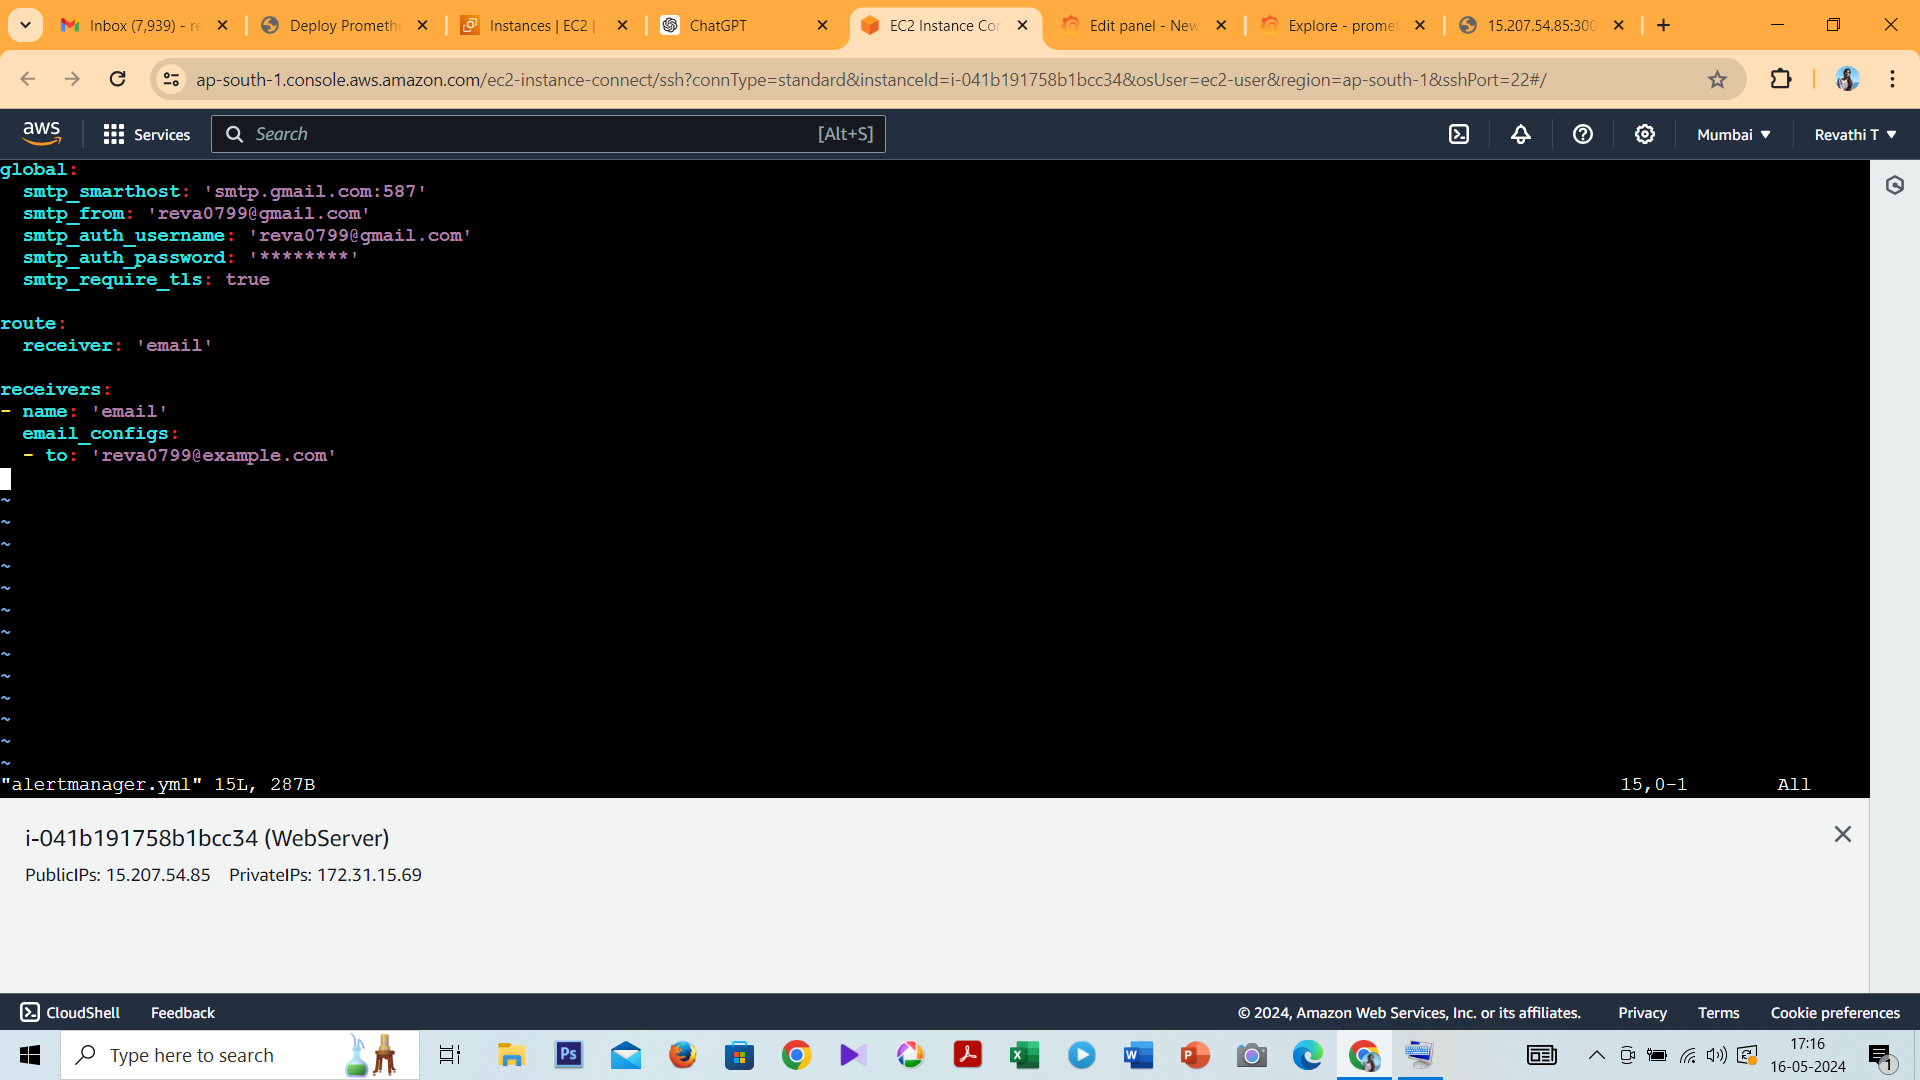 Inbox (7,939) - re
Deploy Prometh
Instances | EC2 |
ChatGPT
EC2 Instance Con
Edit panel - New
Explore - promet
15.207.54.85:300
ap-south-1.console.aws.amazon.com/ec2-instance-connect/ssh?connType=standard&instanceId=i-041b191758b1bcc34&osUser=ec2-user&region=ap-south-1&sshPort=22#/
aws
Services
Search
[Alt+S]
Mumbai
Revathi T
global:
  smtp_smarthost: 'smtp.gmail.com:587'
  smtp_from: 'reva0799@gmail.com'
  smtp_auth_username: 'reva0799@gmail.com'
  smtp_auth_password: '********'
  smtp_require_tls: true
route:
  receiver: 'email'
receivers:
- name: 'email'
  email_configs:
  - to: 'reva0799@example.com'
~
~
~
~
~
~
~
~
~
~
~
~
~
"alertmanager.yml" 15L, 287B
15,0-1
All
i-041b191758b1bcc34 (WebServer)
PublicIPs: 15.207.54.85 PrivateIPs: 172.31.15.69
CloudShell
Feedback
© 2024, Amazon Web Services, Inc. or its affiliates.
Privacy
Terms
Cookie preferences
Type here to search
Ps
17:16
16-05-2024
1